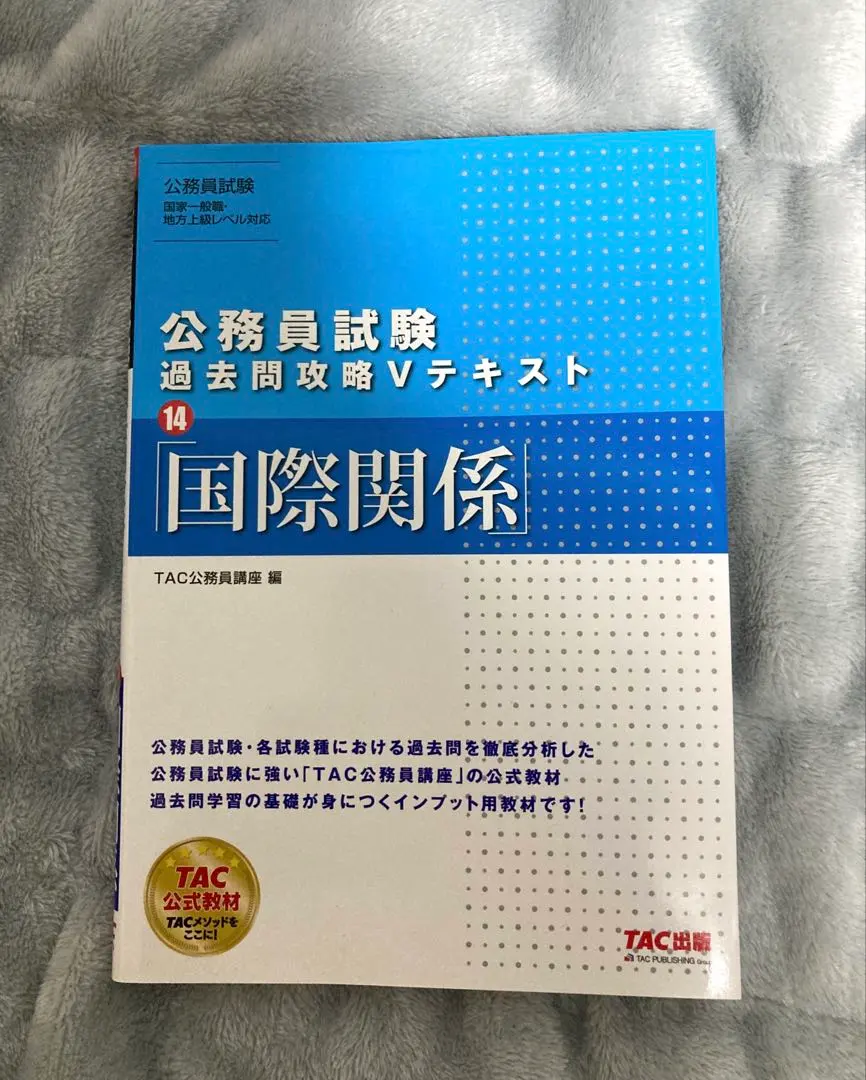 公務員試験
国家一般職・
地方上級レベル対応
公務員試験
過去問攻略Vテキスト
14
「国際関係」
TAC公務員講座 編
公務員試験・各試験種における過去問を徹底分析した
公務員試験に強い「TAC公務員講座」の公式教材
過去問学習の基礎が身につくインプット用教材です!
TAC
公式教材
TACメソッドを
ここに!
TAC出版
TAC PUBLISHING Group